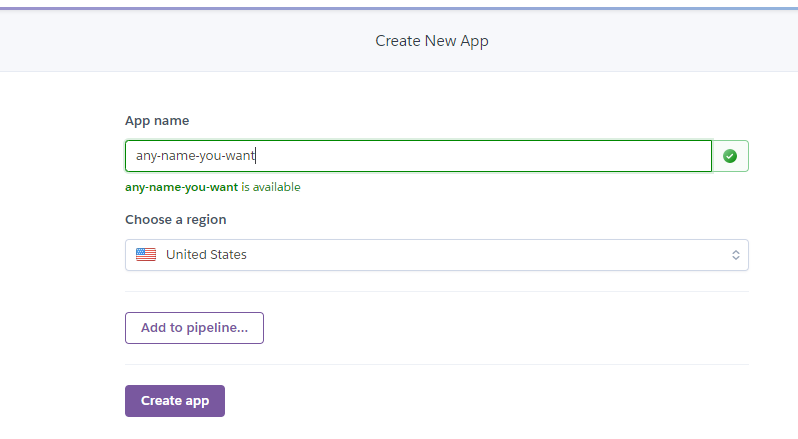 Create New App
App name
any-name-you-want
any-name-you-want is available
Choose a region
United States
Add to pipeline...
Create app